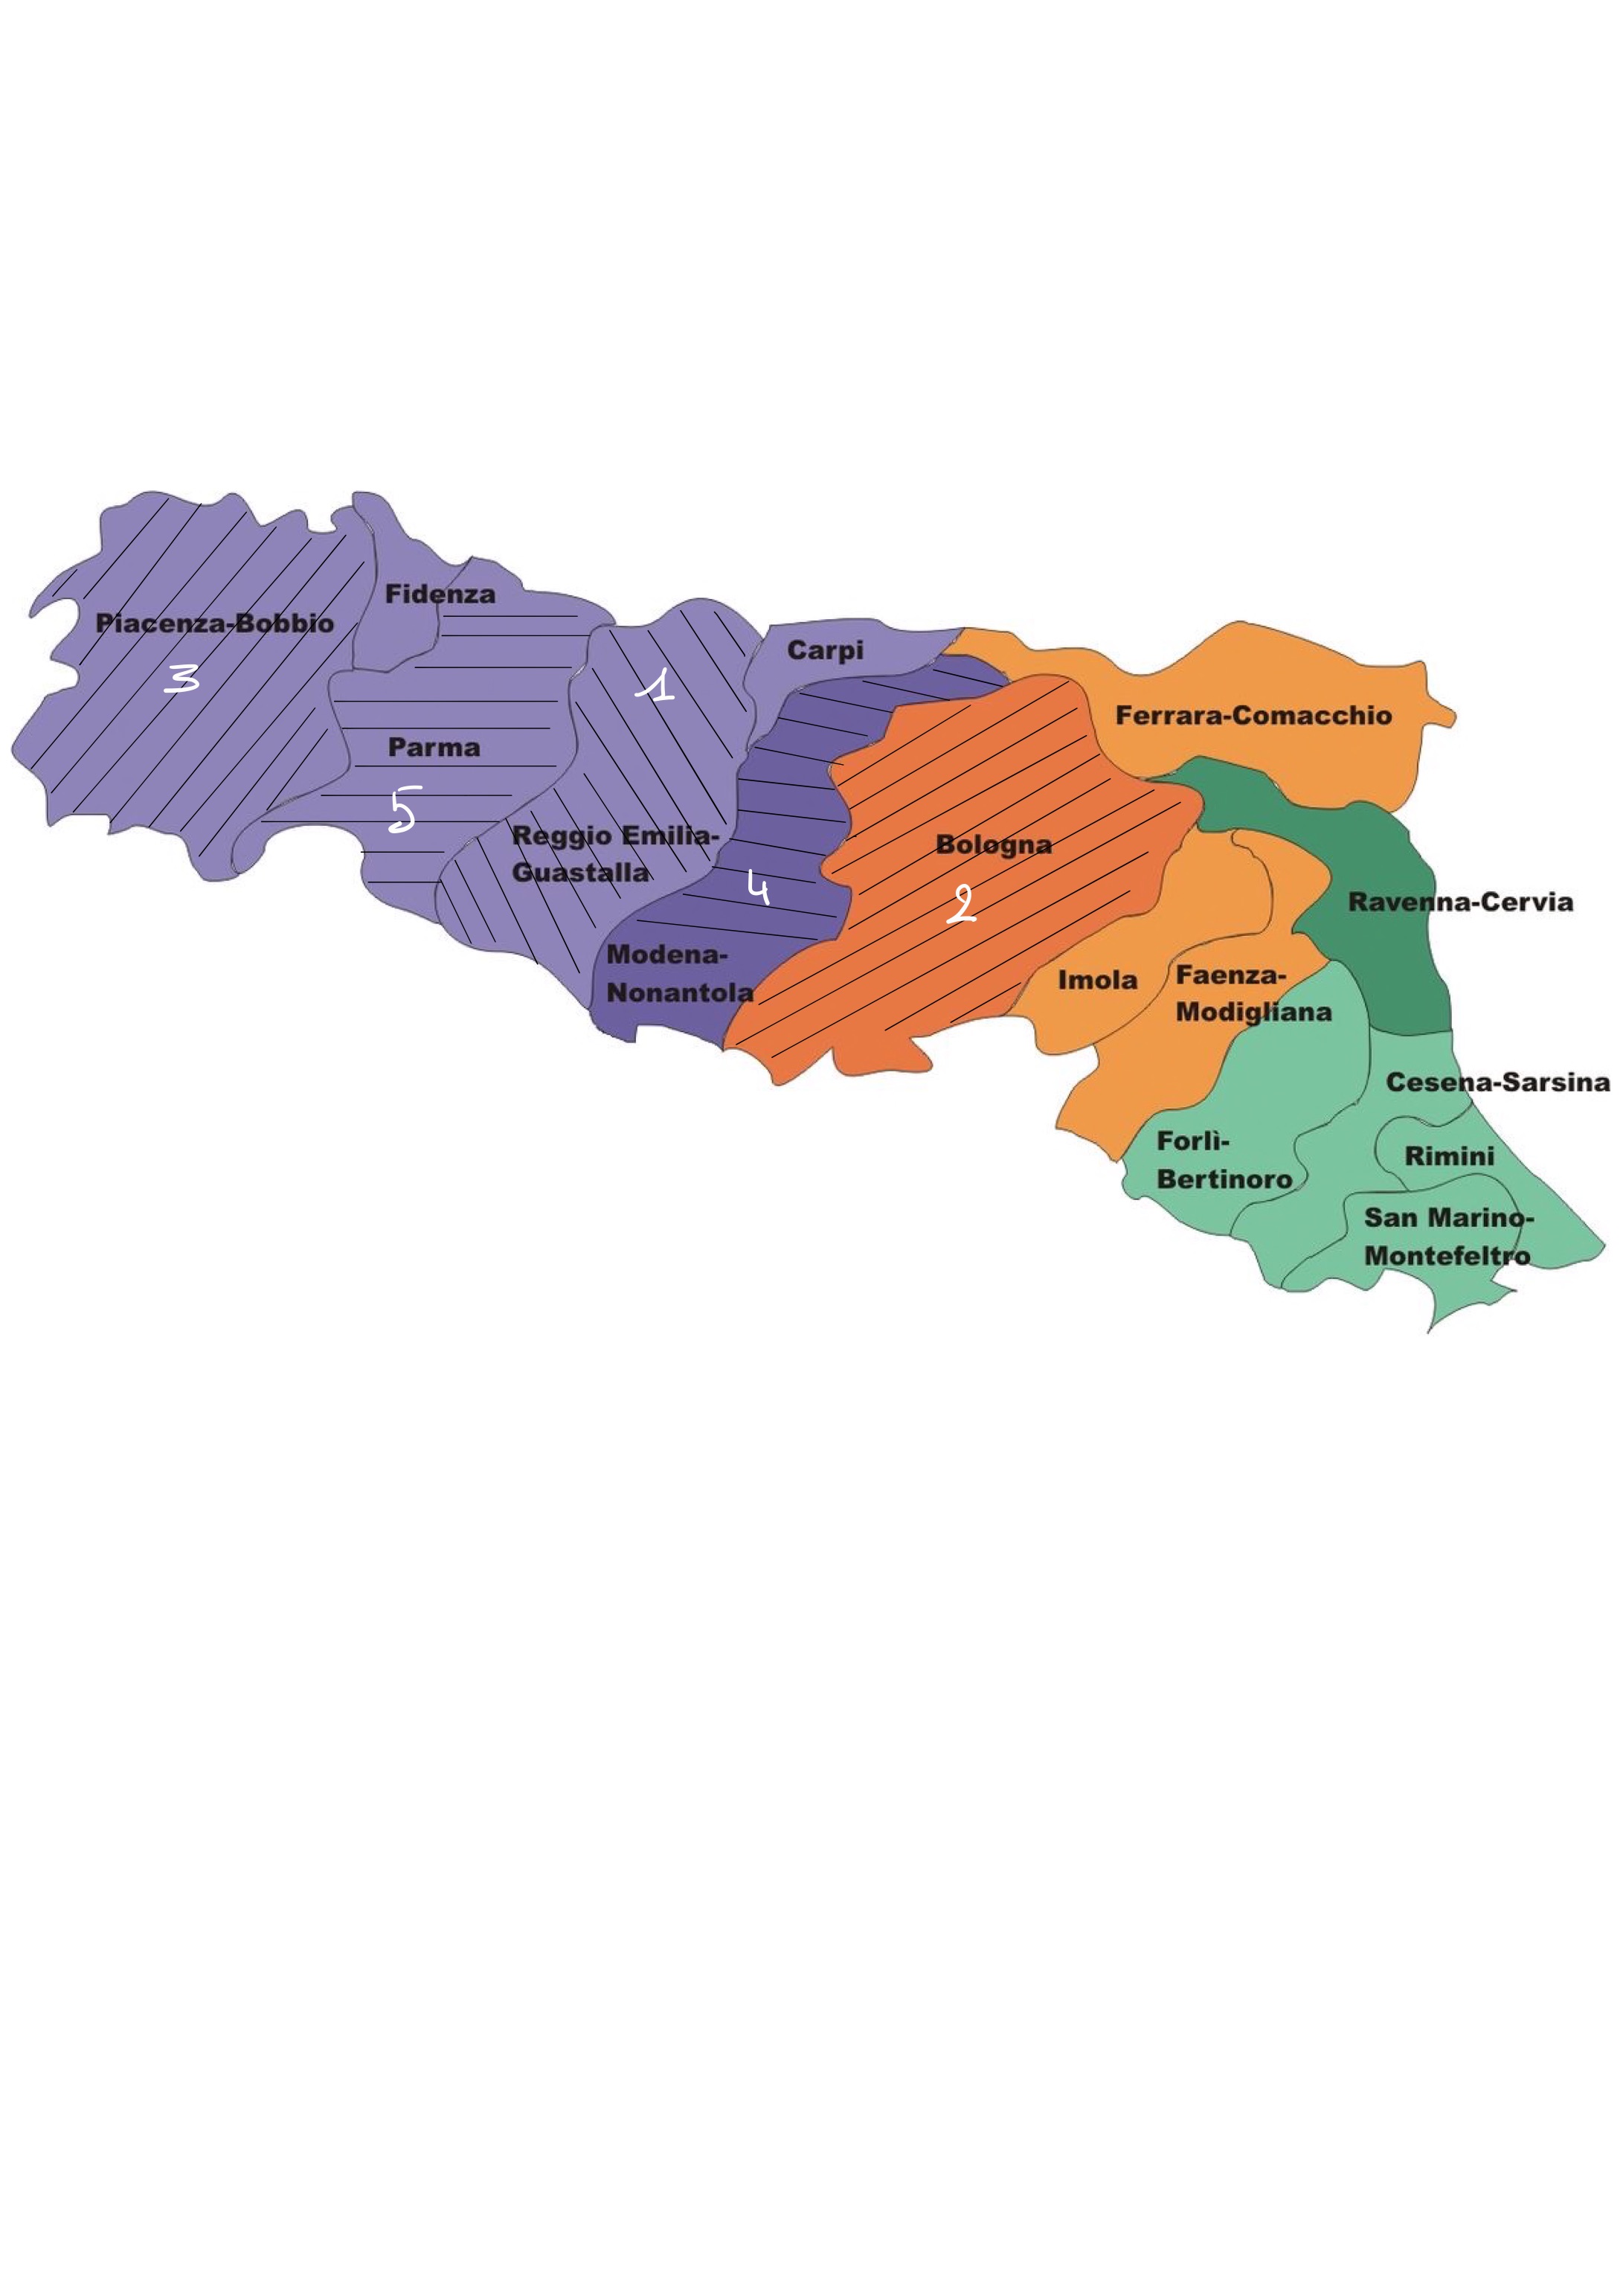 Fidenza
Piacenza-Bobbio
3
1
Carpi
Ferrara-Comacchio
Parma
5
Reggio Emilia-
Guastalla
4
Bologna
2
Ravenna-Cervia
Modena-
Nonantola
Imola
Faenza-
Modigliana
Cesena-Sarsina
Forlì-
Bertinoro
Rimini
San Marino-
Montefeltro